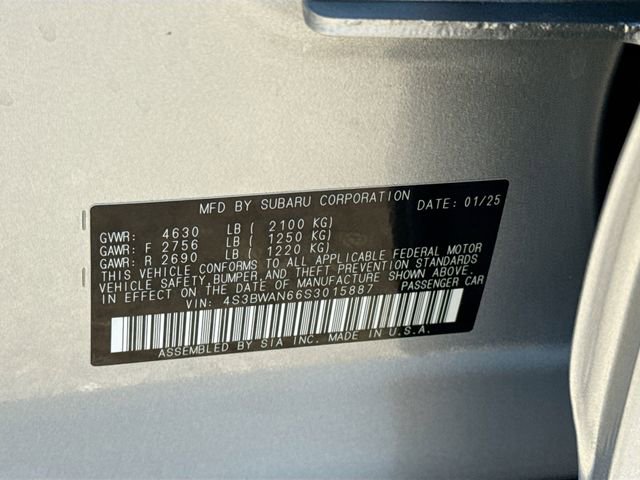 MFD BY SUBARU CORPORATION DATE: 01/25
GVWR: 4630 LB ( 2100 KG)
GAWR: F 2756 LB ( 1250 KG)
GAWR: R 2690 LB ( 1220 KG)
THIS VEHICLE CONFORMS TO ALL APPLICABLE FEDERAL MOTOR
VEHICLE SAFETY, BUMPER, AND THEFT PREVENTION STANDARDS
IN EFFECT ON THE DATE OF MANUFACTURE SHOWN ABOVE.
VIN: 4S3BWAN66S3015887 PASSENGER CAR
ASSEMBLED BY SIA INC. MADE IN U.S.A.